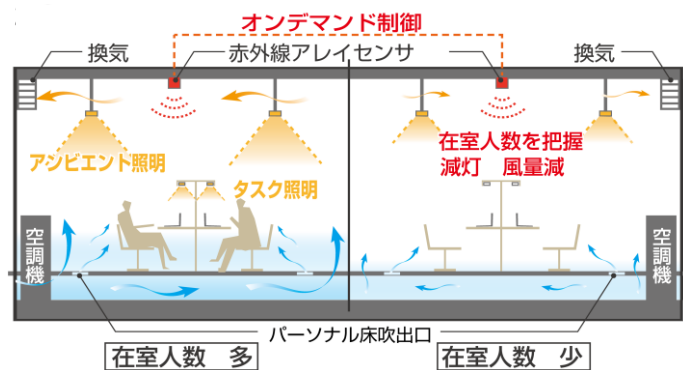 オンデマンド制御
換気
赤外線アレイセンサ
換気
在室人数を把握
減灯　風量減
アンビエント照明
タスク照明
空調機
空調機
パーソナル床吹出口
在室人数　多
在室人数　少